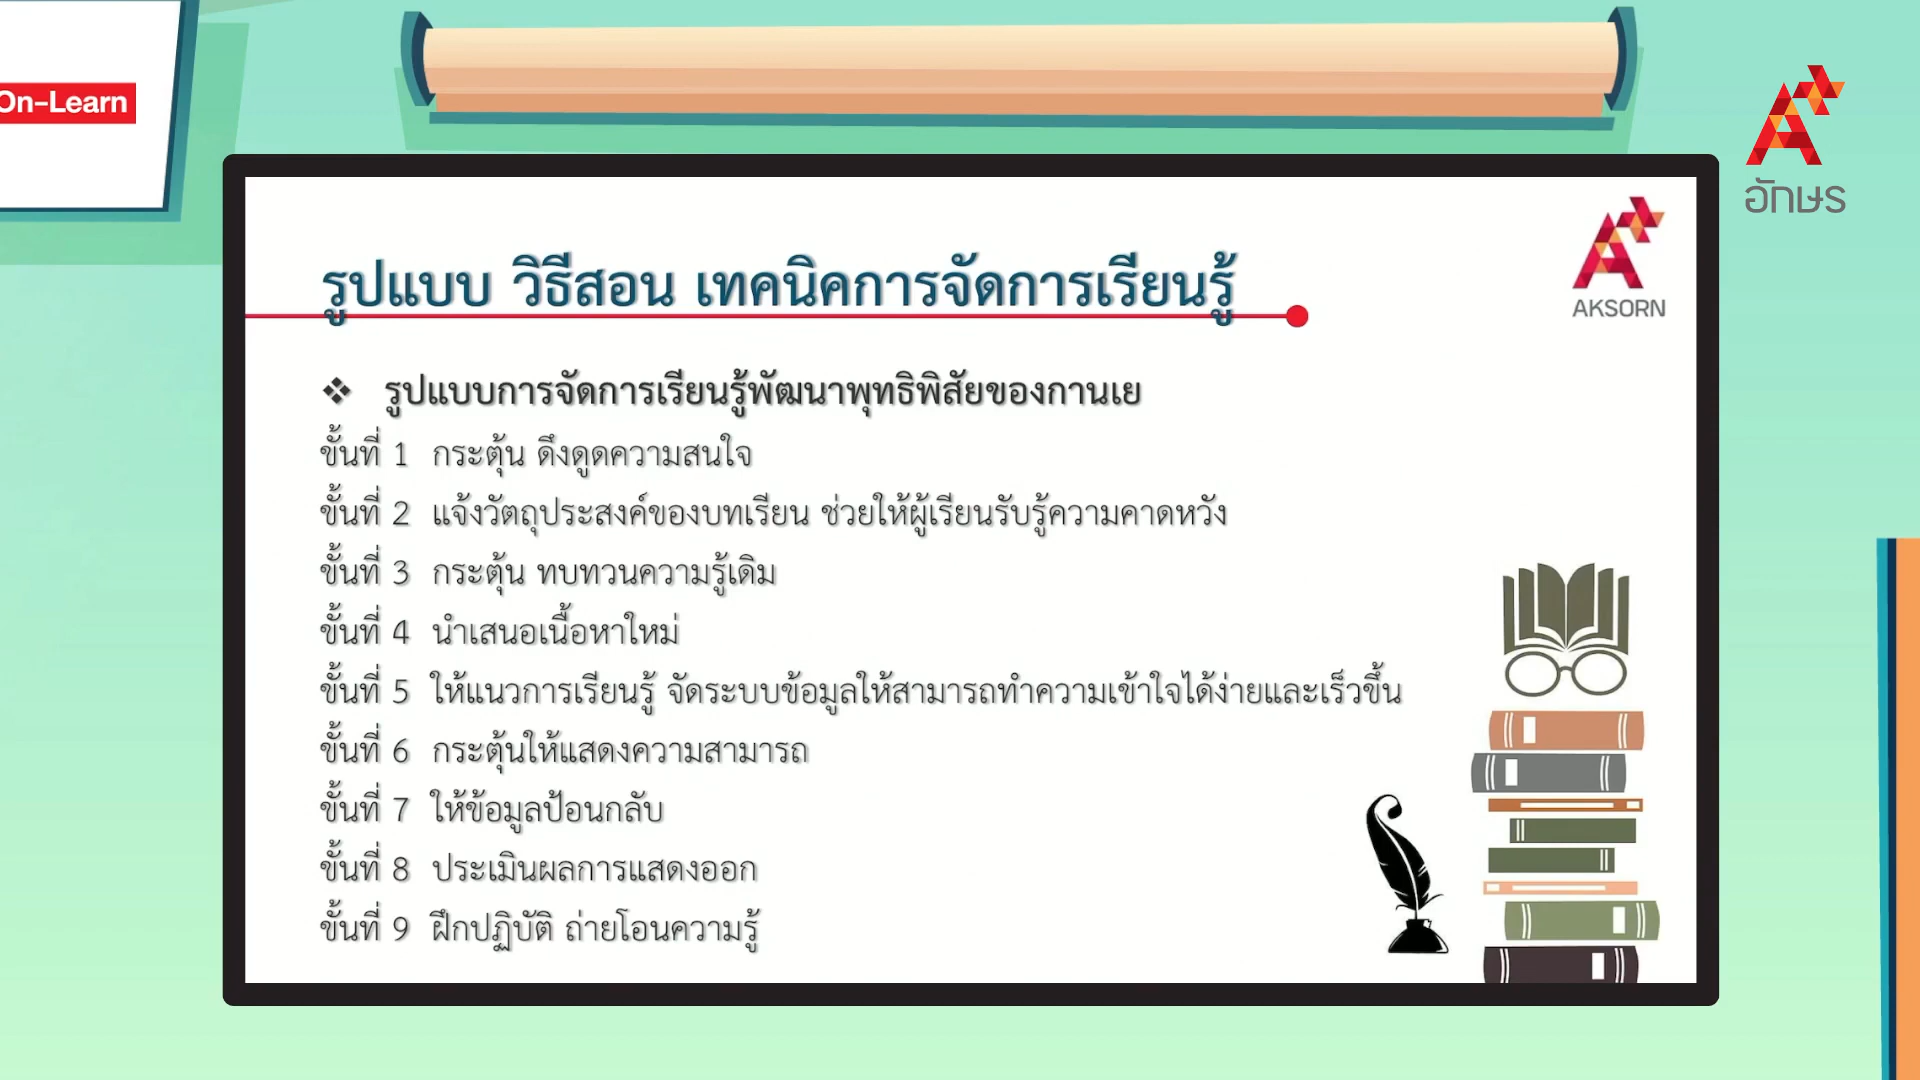 On-Learn
อักษร
AKSORN
รูปแบบ วิธีสอน เทคนิคการจัดการเรียนรู้
❖ รูปแบบการจัดการเรียนรู้พัฒนาพุทธิพิสัยของกานเย
ขั้นที่ 1 กระตุ้น ดึงดูดความสนใจ
ขั้นที่ 2 แจ้งวัตถุประสงค์ของบทเรียน ช่วยให้ผู้เรียนรับรู้ความคาดหวัง
ขั้นที่ 3 กระตุ้น ทบทวนความรู้เดิม
ขั้นที่ 4 นำเสนอเนื้อหาใหม่
ขั้นที่ 5 ให้แนวการเรียนรู้ จัดระบบข้อมูลให้สามารถทำความเข้าใจได้ง่ายและเร็วขึ้น
ขั้นที่ 6 กระตุ้นให้แสดงความสามารถ
ขั้นที่ 7 ให้ข้อมูลป้อนกลับ
ขั้นที่ 8 ประเมินผลการแสดงออก
ขั้นที่ 9 ฝึกปฏิบัติ ถ่ายโอนความรู้